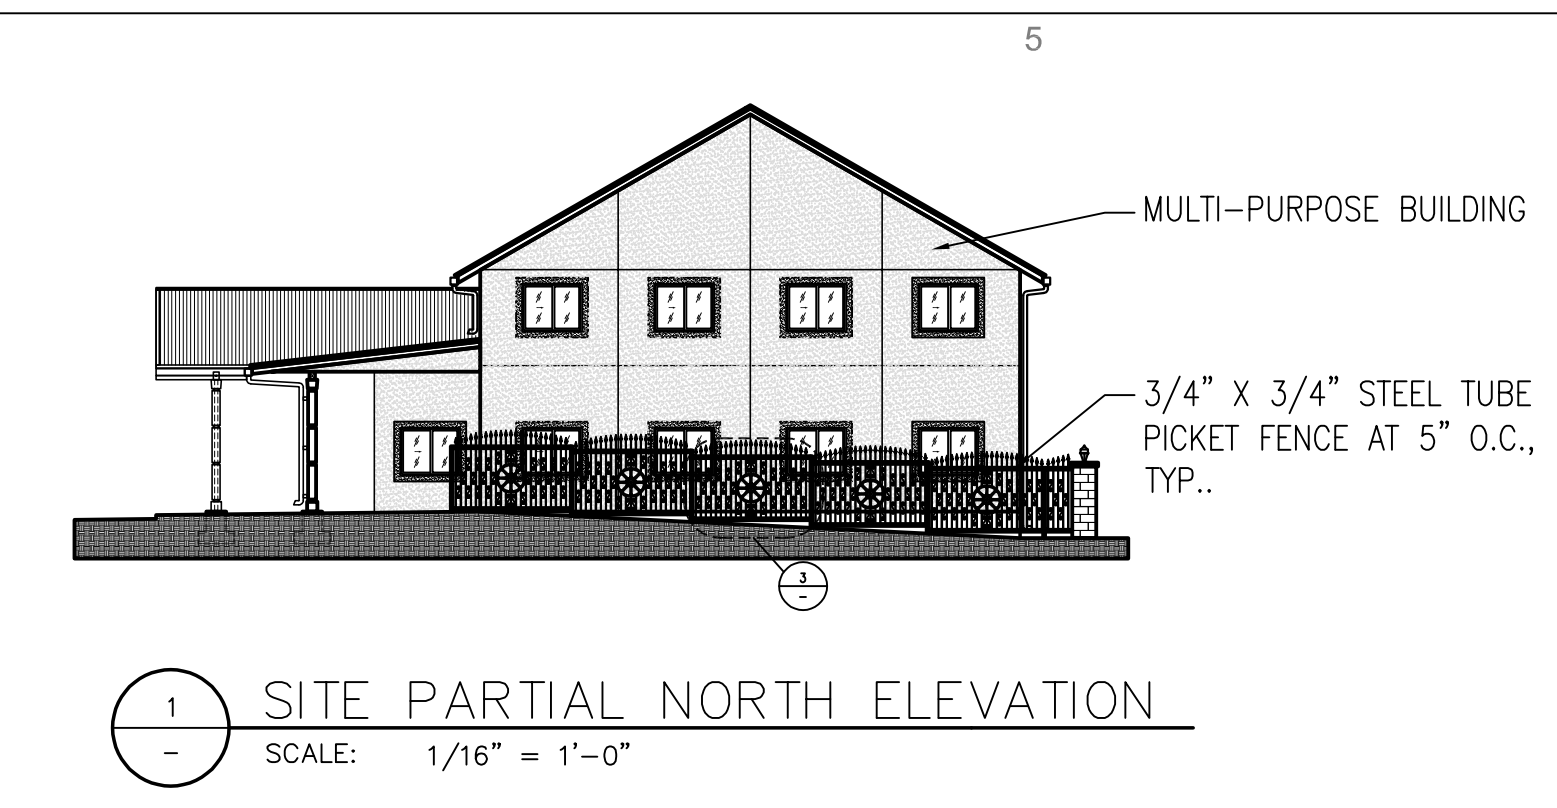 5
MULTI-PURPOSE BUILDING
3/4" X 3/4" STEEL TUBE
PICKET FENCE AT 5" O.C.,
TYP..
3
-
1
-
SITE PARTIAL NORTH ELEVATION
SCALE: 1/16" = 1'-0"